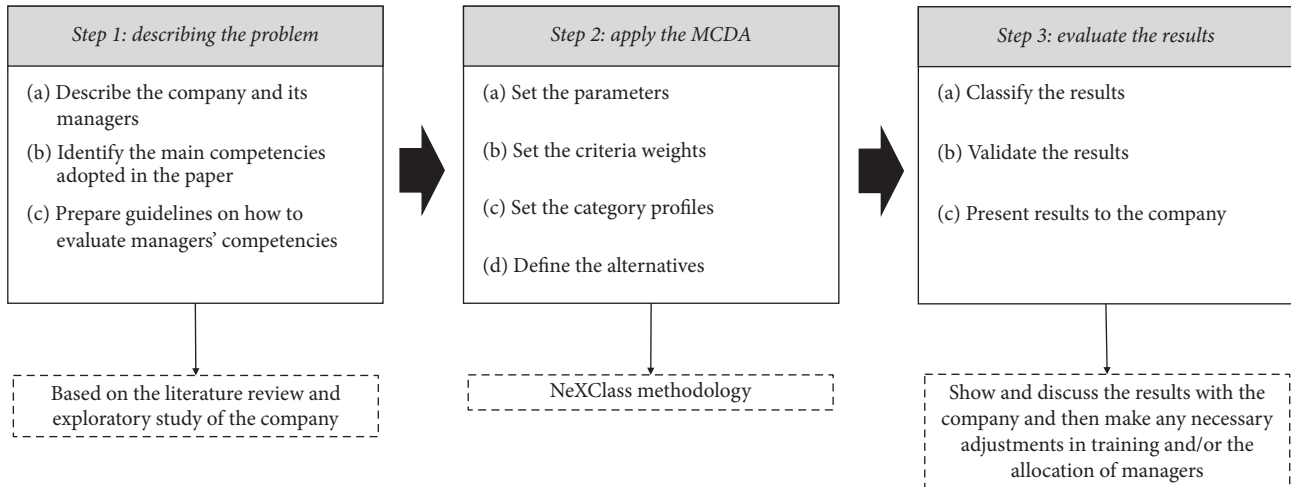 Step 1: describing the problem
(a) Describe the company and its
managers
(b) Identify the main competencies
adopted in the paper
(c) Prepare guidelines on how to
evaluate managers’ competencies
Based on the literature review and
exploratory study of the company
Step 2: apply the MCDA
(a) Set the parameters
(b) Set the criteria weights
(c) Set the category profiles
(d) Define the alternatives
NeXClass methodology
Step 3: evaluate the results
(a) Classify the results
(b) Validate the results
(c) Present results to the company
Show and discuss the results with the
company and then make any necessary
adjustments in training and/or the
allocation of managers